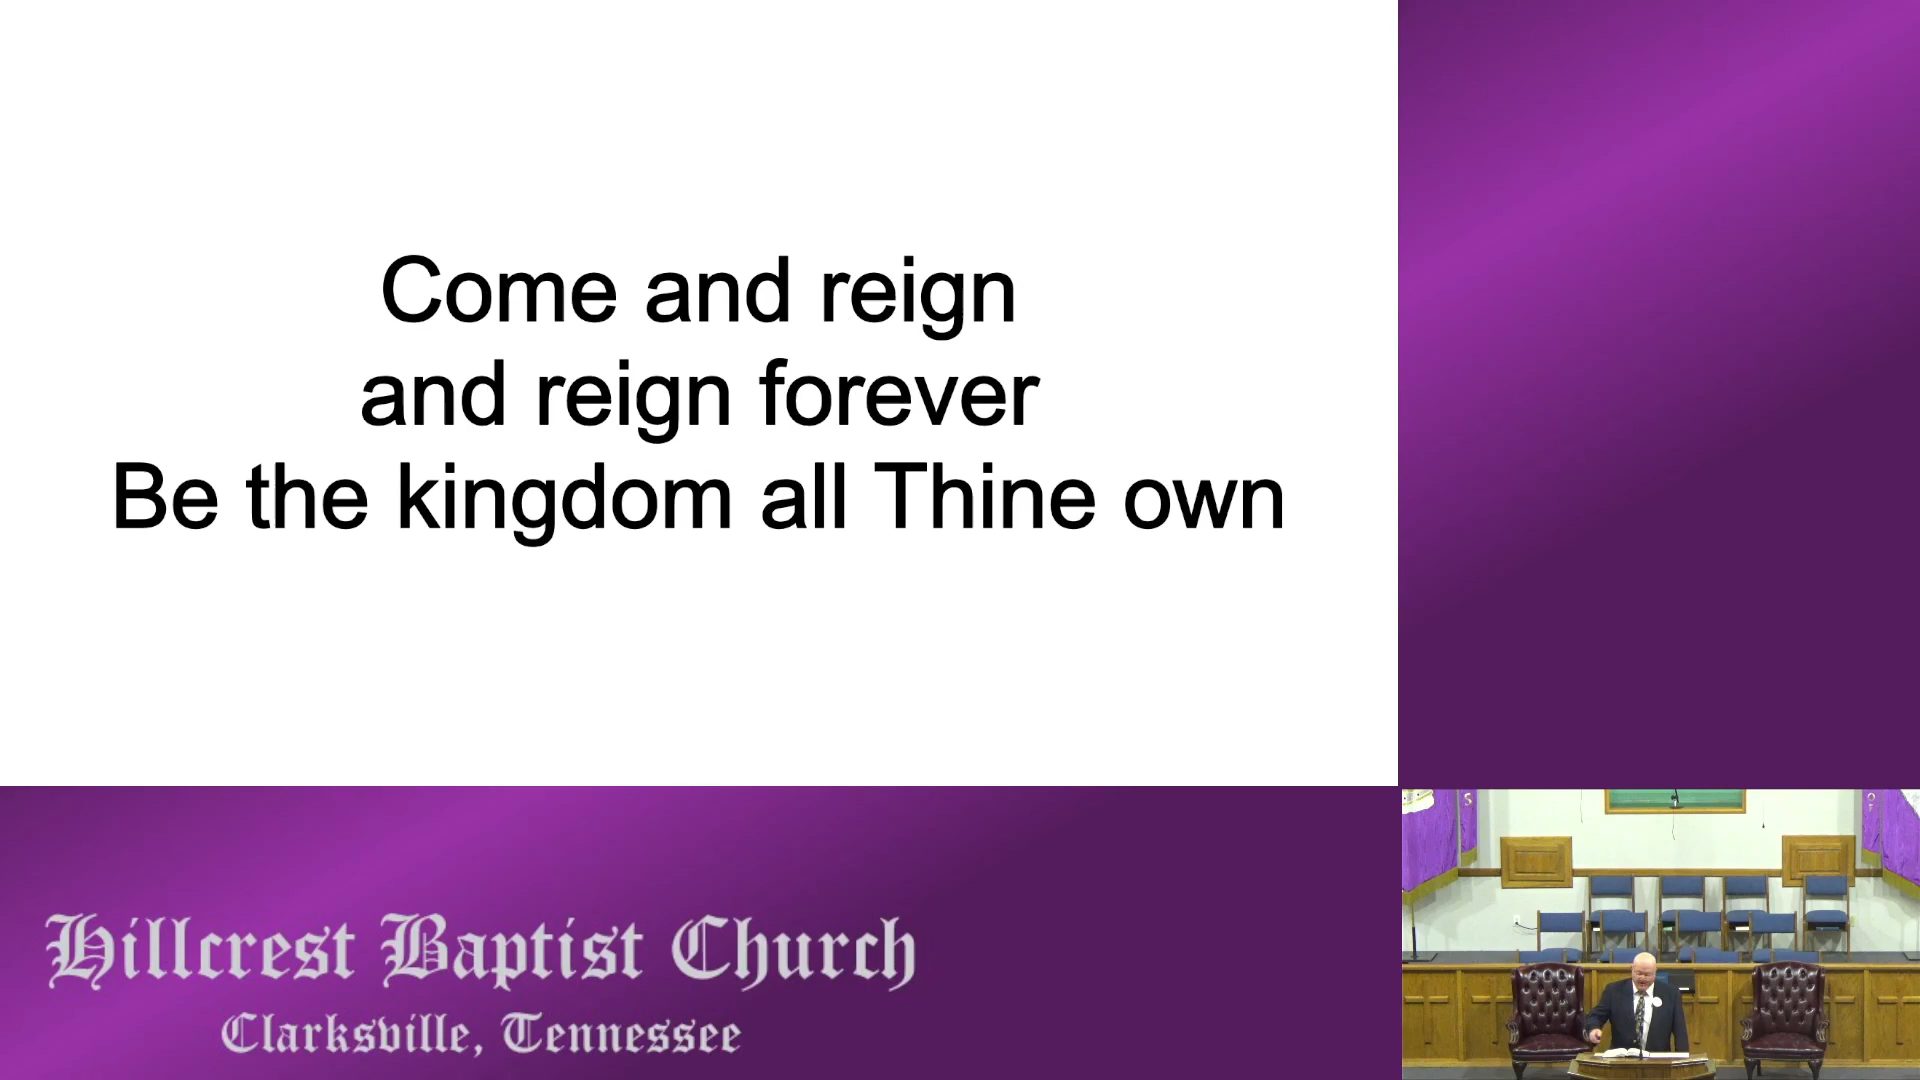 Come and reign
and reign forever
Be the kingdom all Thine own
Hillcrest Baptist Church
Clarksville, Tennessee